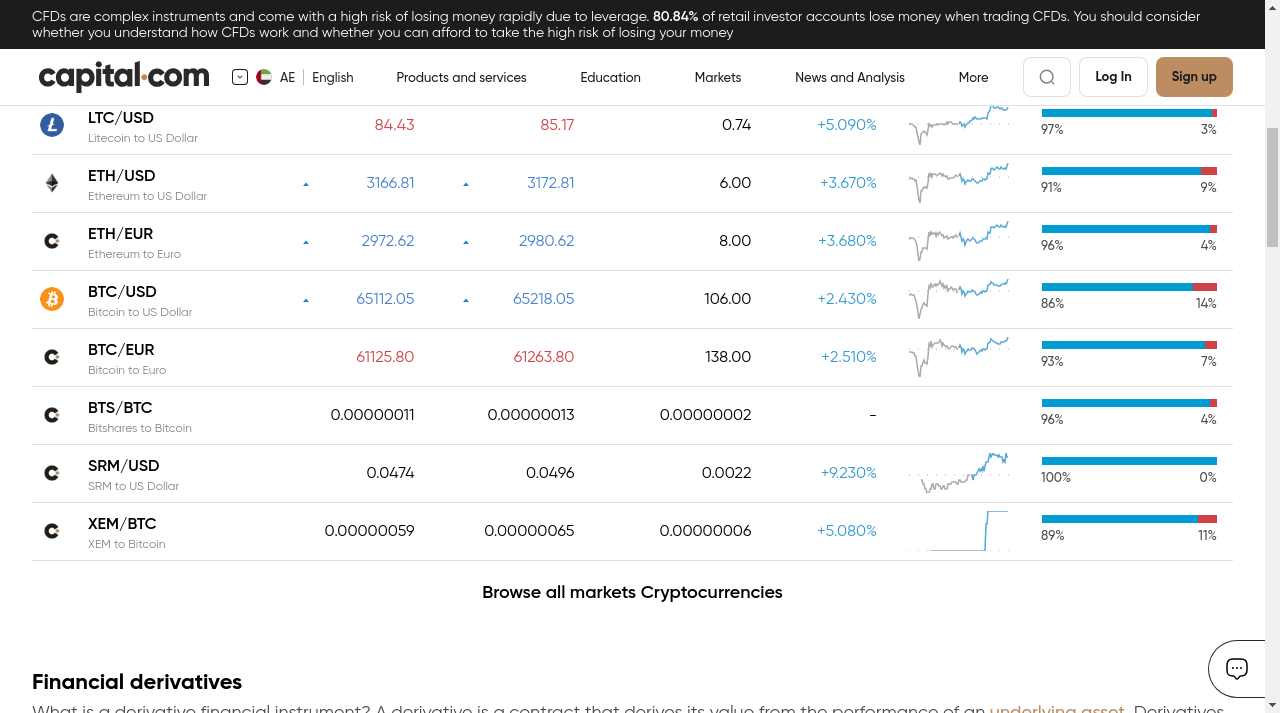 CFDs are complex instruments and come with a high risk of losing money rapidly due to leverage. 80.84% of retail investor accounts lose money when trading CFDs. You should consider
whether you understand how CFDs work and whether you can afford to take the high risk of losing your money
capital.com AE English Products and services Education Markets News and Analysis More Log In Sign up
LTC/USD 84.43 85.17 0.74 +5.090%
Litecoin to US Dollar 97% 3%
ETH/USD 3166.81 3172.81 6.00 +3.670%
Ethereum to US Dollar 91% 9%
ETH/EUR 2972.62 2980.62 8.00 +3.680%
Ethereum to Euro 96% 4%
BTC/USD 65112.05 65218.05 106.00 +2.430%
Bitcoin to US Dollar 86% 14%
BTC/EUR 61125.80 61263.80 138.00 +2.510%
Bitcoin to Euro 93% 7%
BTS/BTC 0.00000011 0.00000013 0.00000002 -
Bitshares to Bitcoin 96% 4%
SRM/USD 0.0474 0.0496 0.0022 +9.230%
SRM to US Dollar 100% 0%
XEM/BTC 0.00000059 0.00000065 0.00000006 +5.080%
XEM to Bitcoin 89% 11%
Browse all markets Cryptocurrencies
Financial derivatives
What is a derivative financial instrument? A derivative is a contract that derives its value from the performance of an underlying asset. Derivatives